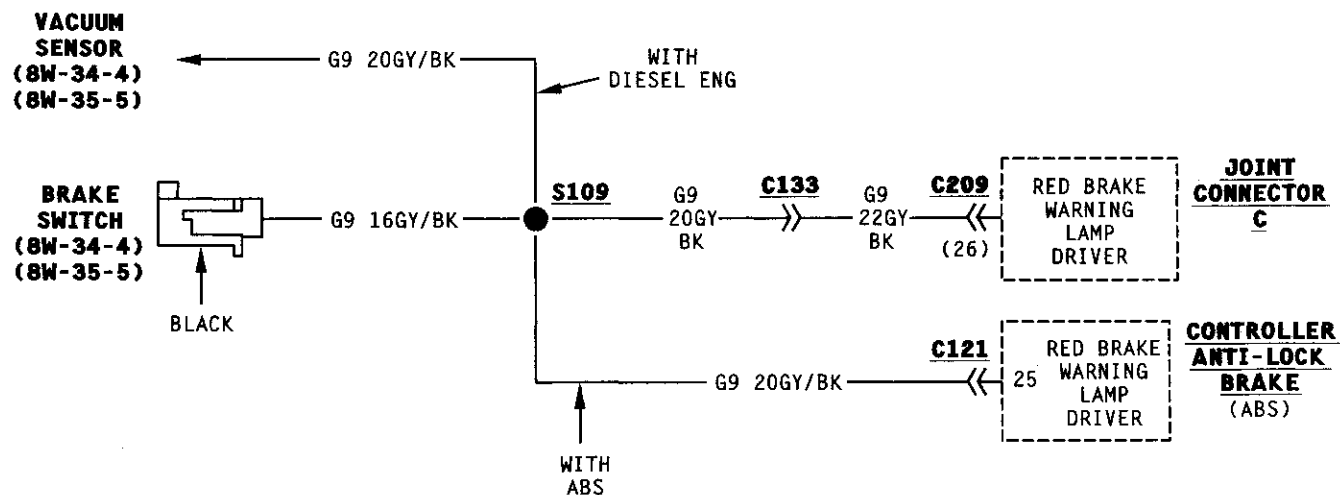 VACUUM
SENSOR
(8W-34-4)
(8W-35-5)
G9 20GY/BK
WITH
DIESEL ENG
BRAKE
SWITCH
(8W-34-4)
(8W-35-5)
BLACK
G9 16GY/BK
S109
G9
20GY
BK
C133
G9
22GY
BK
C209
(26)
RED BRAKE
WARNING
LAMP
DRIVER
JOINT
CONNECTOR
C
G9 20GY/BK
WITH
ABS
C121
25
RED BRAKE
WARNING
LAMP
DRIVER
CONTROLLER
ANTI-LOCK
BRAKE
(ABS)